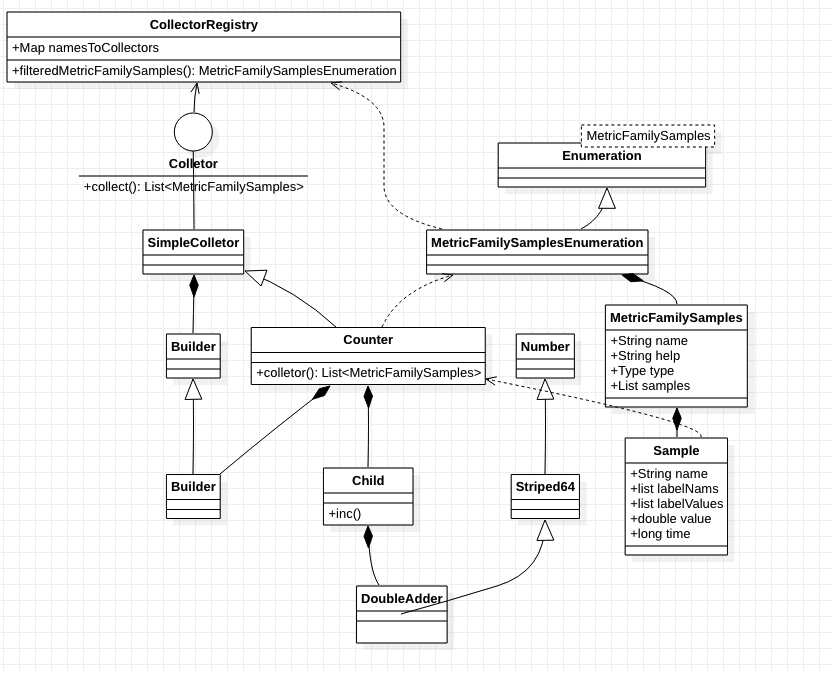 CollectorRegistry
+Map namesToCollectors
+filteredMetricFamilySamples(): MetricFamilySamplesEnumeration
Colletor
+collect(): List<MetricFamilySamples>
MetricFamilySamples
Enumeration
SimpleColletor
MetricFamilySamplesEnumeration
Builder
Counter
+colletor(): List<MetricFamilySamples>
Number
MetricFamilySamples
+String name
+String help
+Type type
+List samples
Builder
Child
+inc()
Striped64
Sample
+String name
+list labelNams
+list labelValues
+double value
+long time
DoubleAdder